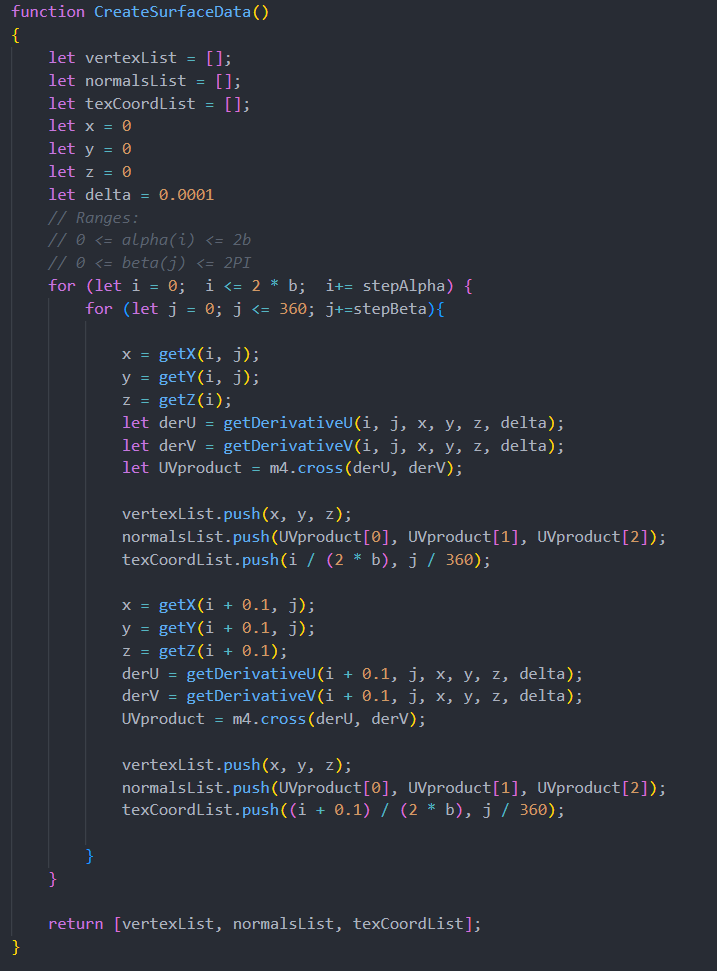 function CreateSurfaceData()
{
    let vertexList = [];
    let normalsList = [];
    let texCoordList = [];
    let x = 0
    let y = 0
    let z = 0
    let delta = 0.0001
    // Ranges:
    // 0 <= alpha(i) <= 2b
    // 0 <= beta(j) <= 2PI
    for (let i = 0;  i <= 2 * b;  i+= stepAlpha) {
        for (let j = 0; j <= 360; j+=stepBeta){

            x = getX(i, j);
            y = getY(i, j);
            z = getZ(i);
            let derU = getDerivativeU(i, j, x, y, z, delta);
            let derV = getDerivativeV(i, j, x, y, z, delta);
            let UVproduct = m4.cross(derU, derV);

            vertexList.push(x, y, z);
            normalsList.push(UVproduct[0], UVproduct[1], UVproduct[2]);
            texCoordList.push(i / (2 * b), j / 360);

            x = getX(i + 0.1, j);
            y = getY(i + 0.1, j);
            z = getZ(i + 0.1);
            derU = getDerivativeU(i + 0.1, j, x, y, z, delta);
            derV = getDerivativeV(i + 0.1, j, x, y, z, delta);
            UVproduct = m4.cross(derU, derV);

            vertexList.push(x, y, z);
            normalsList.push(UVproduct[0], UVproduct[1], UVproduct[2]);
            texCoordList.push((i + 0.1) / (2 * b), j / 360);

        }
    }

    return [vertexList, normalsList, texCoordList];
}